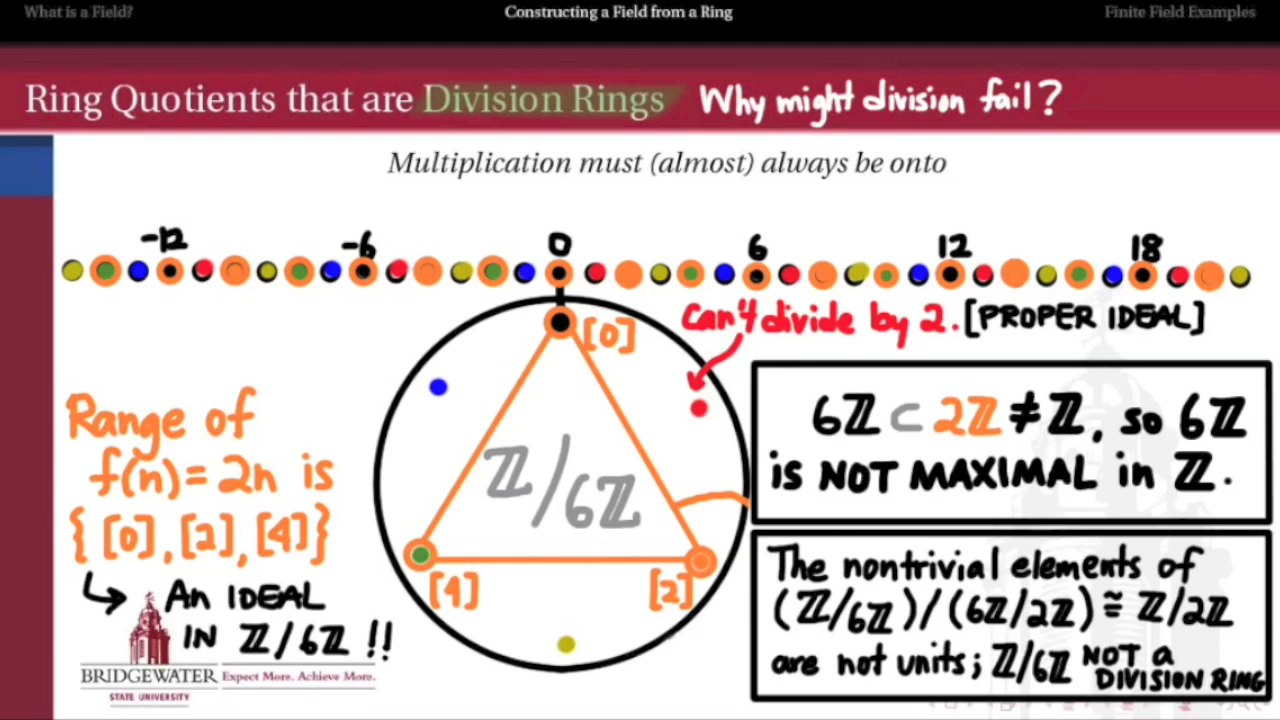 What is a Field?
Constructing a Field from a Ring
Finite Field Examples
Ring Quotients that are Division Rings Why might division fail?
Multiplication must (almost) always be onto
-12 -6 0 6 12 18
Can't divide by 2. [PROPER IDEAL]
[0]
Range of
f(n) = 2n is
{[0], [2], [4]}
↳ An IDEAL
IN ℤ/6ℤ !!
ℤ/6ℤ
[4]
[2]
6ℤ ⊂ 2ℤ ≠ ℤ, so 6ℤ
is NOT MAXIMAL in ℤ.
The nontrivial elements of
(ℤ/6ℤ)/(6ℤ/2ℤ) ≅ ℤ/2ℤ
are not units; ℤ/6ℤ NOT A
DIVISION RING
BRIDGEWATER
STATE UNIVERSITY
Expect More. Achieve More.